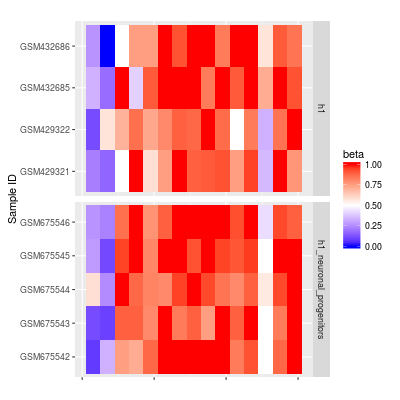 GSM432686
GSM432685
GSM429322
GSM429321
h1
GSM675546
GSM675545
GSM675544
GSM675543
GSM675542
h1_neuronal_progenitors
Sample ID
beta
1.00
0.75
0.50
0.25
0.00